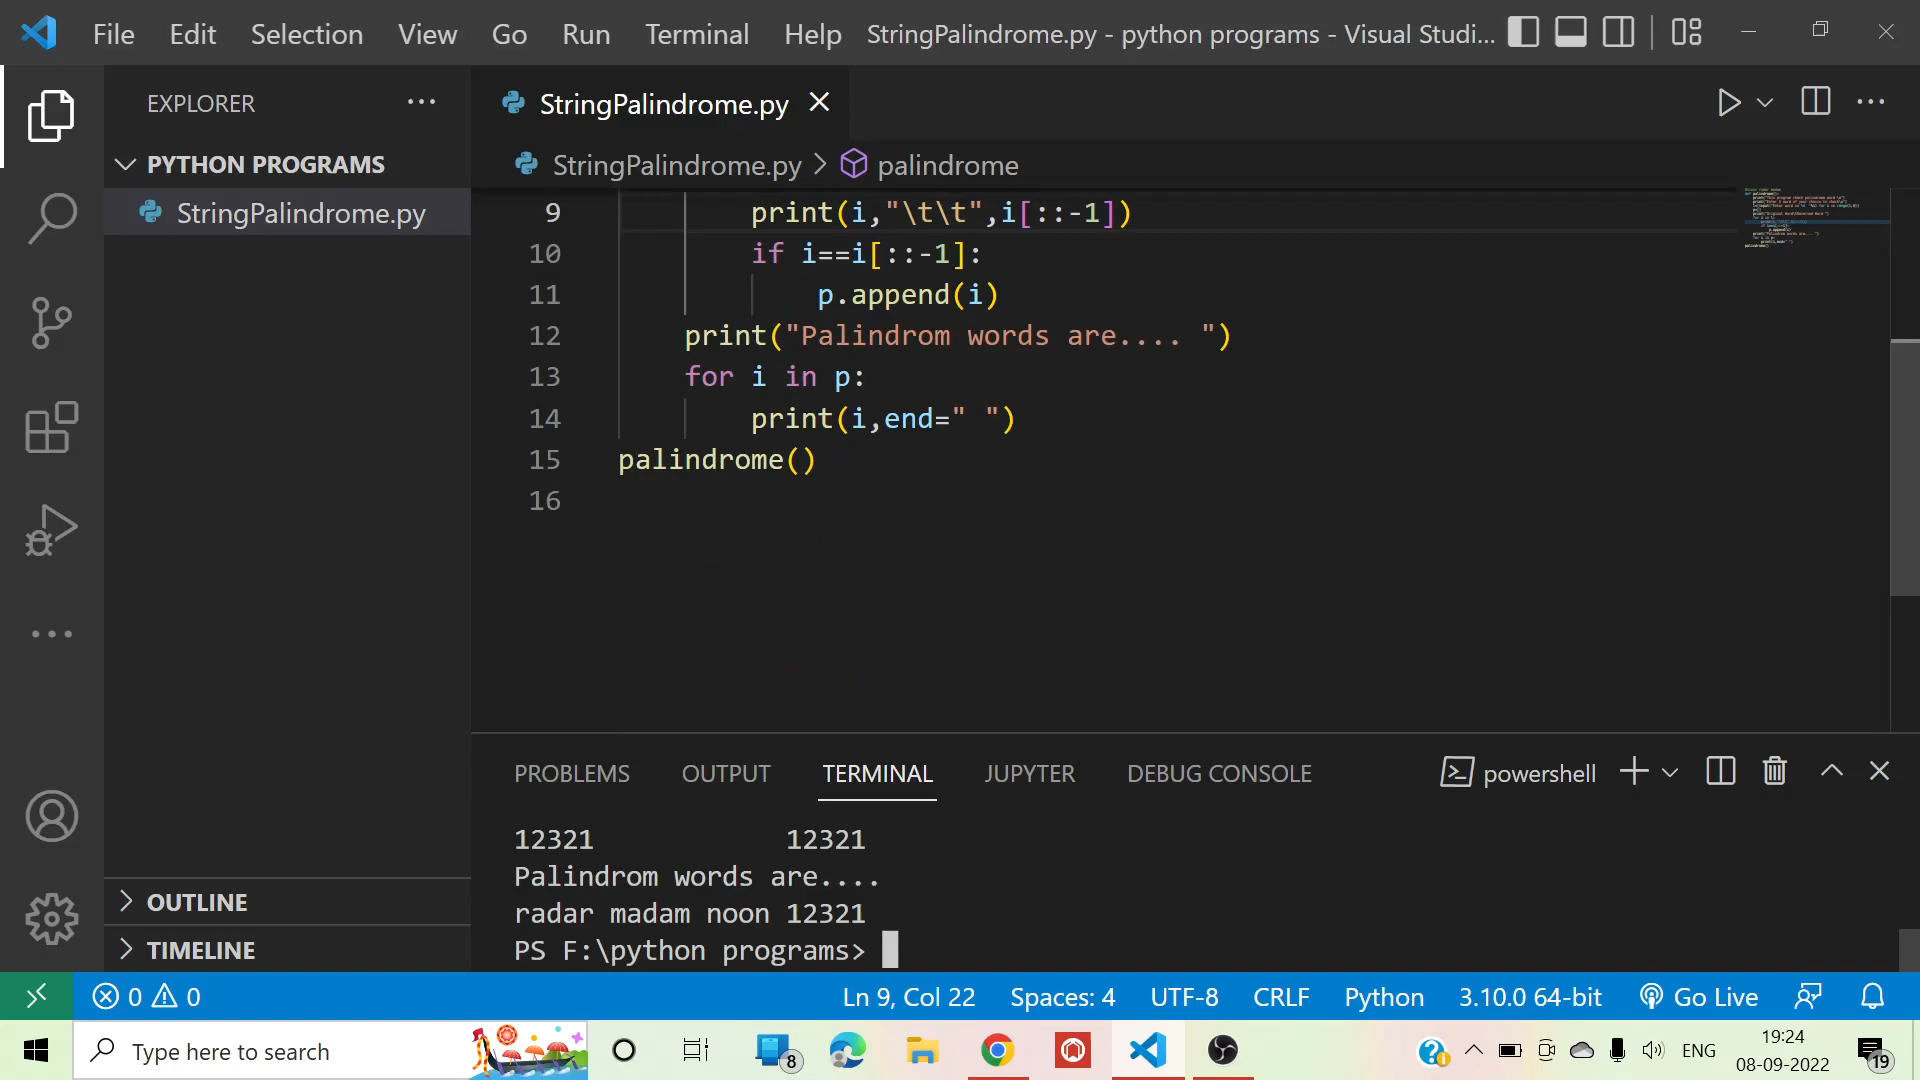 File Edit Selection View Go Run Terminal Help StringPalindrome.py - python programs - Visual Studi...
EXPLORER
StringPalindrome.py
PYTHON PROGRAMS
StringPalindrome.py
StringPalindrome.py > palindrome
9 print(i,"\t\t",i[::-1])
10 if i==i[::-1]:
11 p.append(i)
12 print("Palindrom words are.... ")
13 for i in p:
14 print(i,end=" ")
15 palindrome()
16
OUTLINE
TIMELINE
PROBLEMS OUTPUT TERMINAL JUPYTER DEBUG CONSOLE powershell
12321 12321
Palindrom words are....
radar madam noon 12321
PS F:\python programs>
0 0 Ln 9, Col 22 Spaces: 4 UTF-8 CRLF Python 3.10.0 64-bit Go Live
Type here to search
8
ENG
19:24
08-09-2022
19